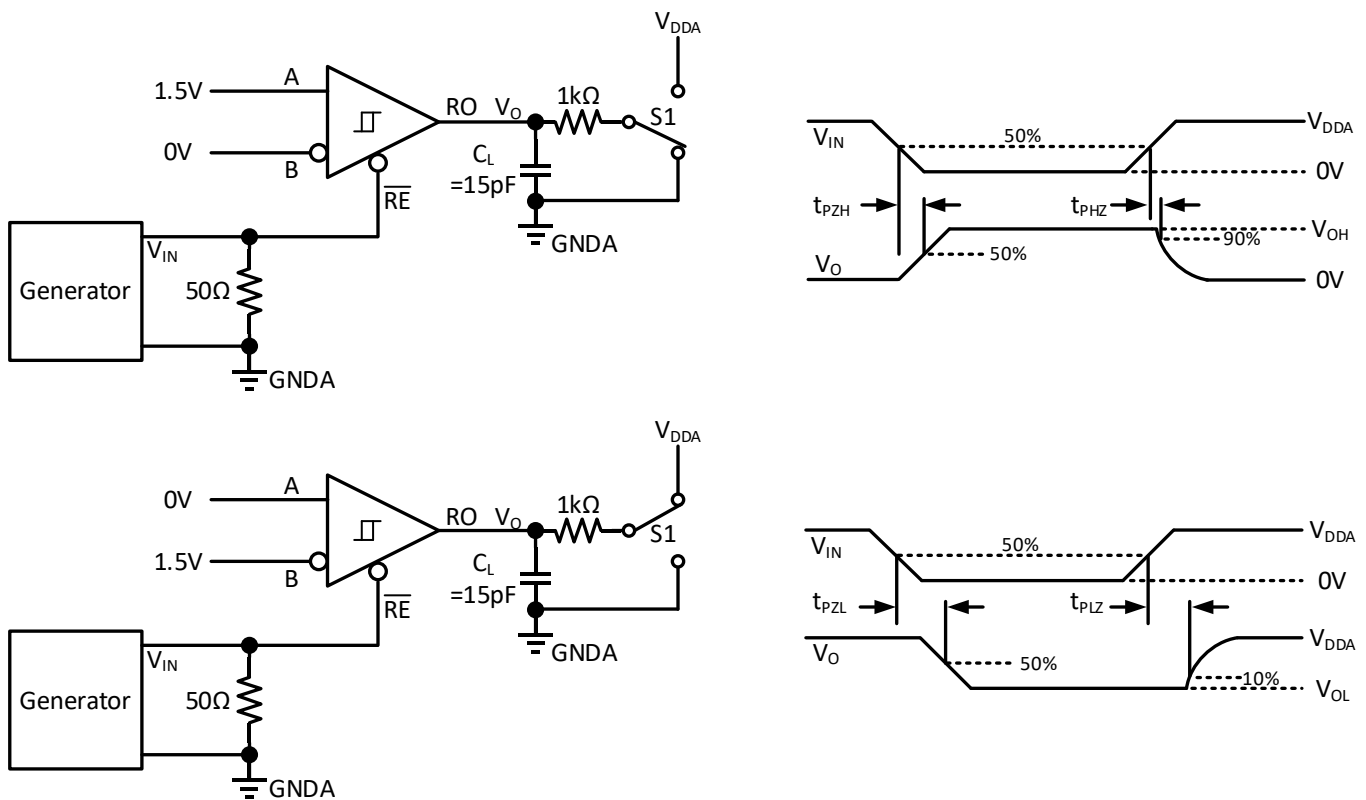 V_DDA
1.5V
A
1kΩ
RO
V_O
S1
0V
B
C_L
=15pF
RE
GNDA
V_IN
Generator
50Ω
GNDA
V_IN
50%
V_DDA
0V
t_PZH
t_PHZ
V_OH
90%
V_O
50%
0V
V_DDA
0V
A
1kΩ
RO
V_O
S1
1.5V
B
C_L
=15pF
RE
GNDA
V_IN
Generator
50Ω
GNDA
V_IN
50%
V_DDA
0V
t_PZL
t_PLZ
V_O
V_DDA
50%
10%
V_OL